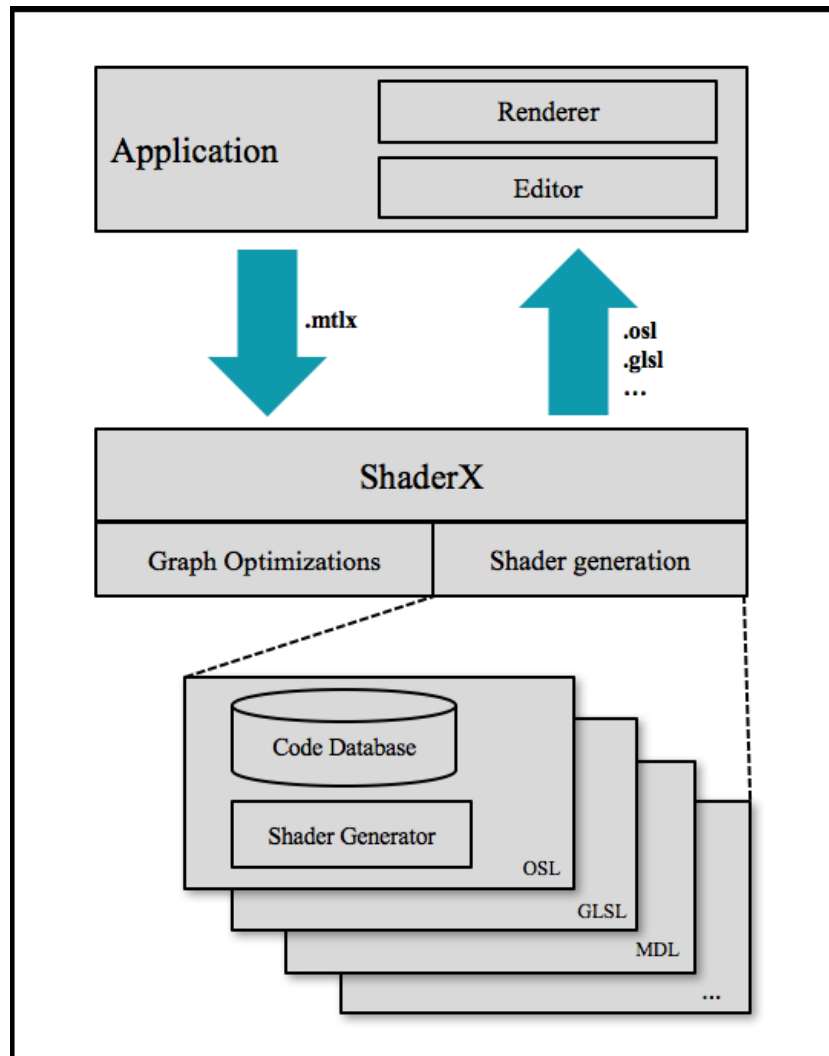 Renderer
Application
Editor
.mtlx
.osl
.glsl
...
ShaderX
Graph Optimizations
Shader generation
Code Database
Shader Generator
OSL
GLSL
MDL
...